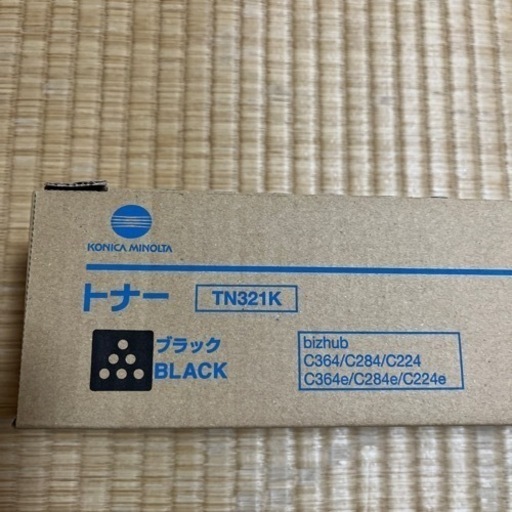 KONICA MINOLTA
トナー TN321K
ブラック
BLACK
bizhub
C364/C284/C224
C364e/C284e/C224e